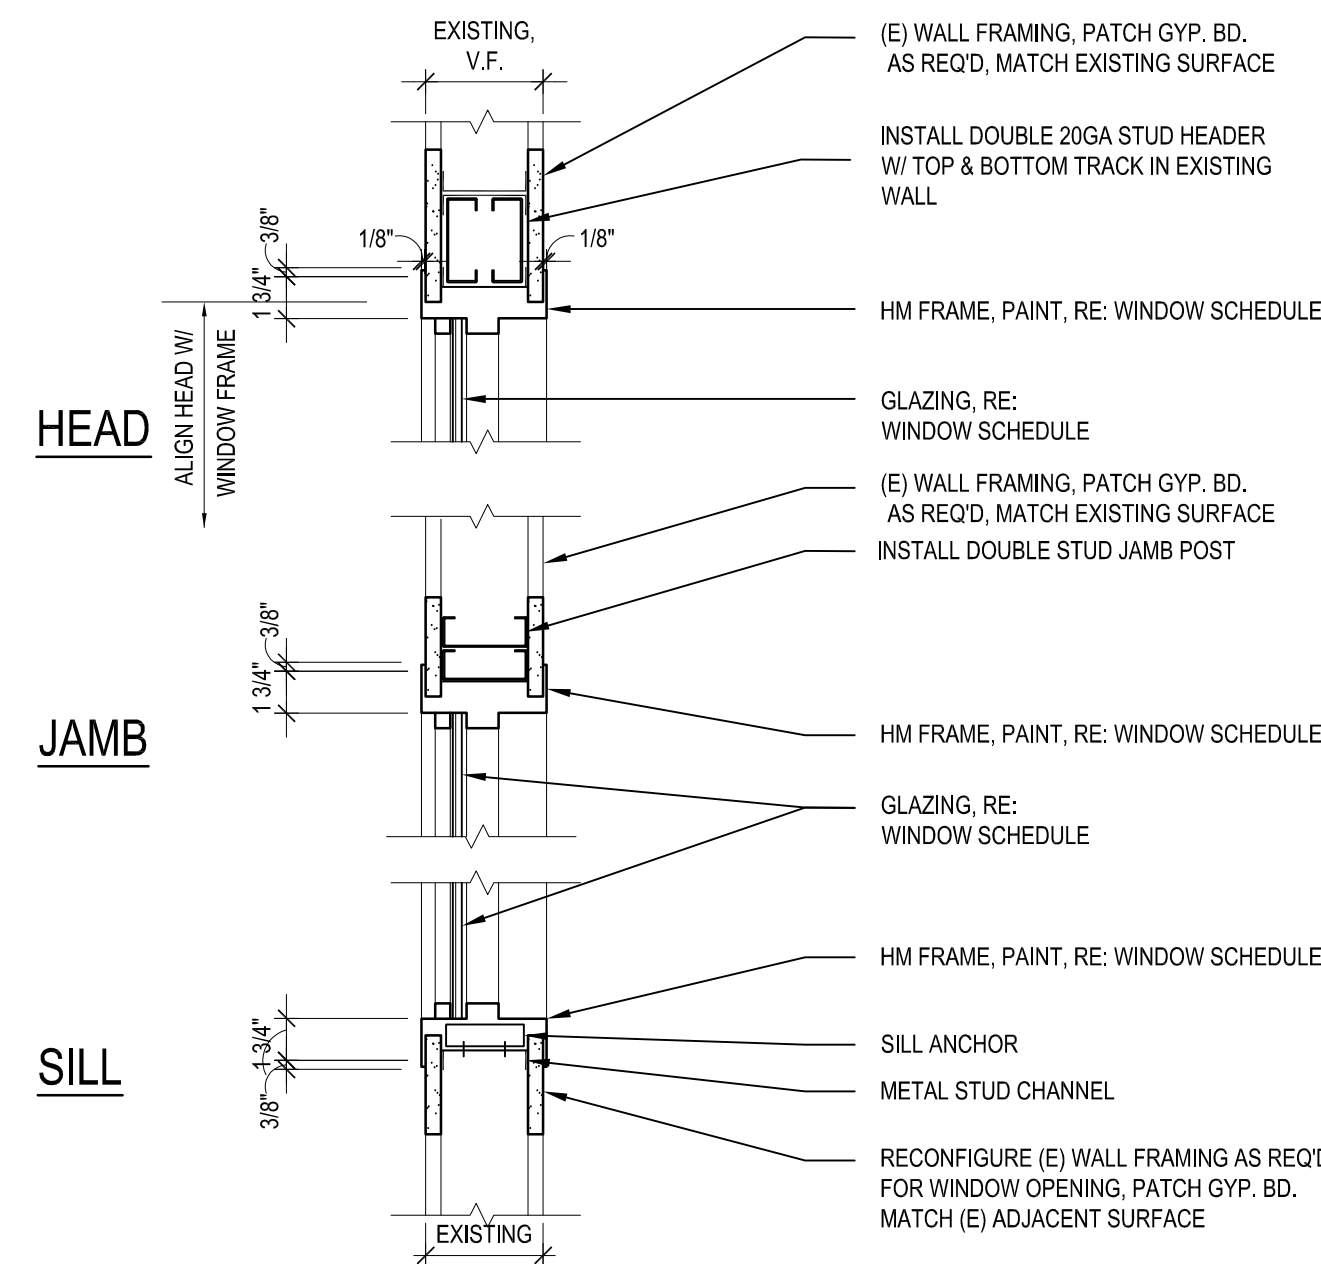 EXISTING,
V.F.
(E) WALL FRAMING, PATCH GYP. BD.
AS REQ'D, MATCH EXISTING SURFACE
INSTALL DOUBLE 20GA STUD HEADER
W/ TOP & BOTTOM TRACK IN EXISTING
WALL
3/8"
1/8"
1/8"
1 3/4"
HM FRAME, PAINT, RE: WINDOW SCHEDULE
ALIGN HEAD W/
WINDOW FRAME
HEAD
GLAZING, RE:
WINDOW SCHEDULE
(E) WALL FRAMING, PATCH GYP. BD.
AS REQ'D, MATCH EXISTING SURFACE
INSTALL DOUBLE STUD JAMB POST
3/8"
1 3/4"
JAMB
HM FRAME, PAINT, RE: WINDOW SCHEDULE
GLAZING, RE:
WINDOW SCHEDULE
HM FRAME, PAINT, RE: WINDOW SCHEDULE
1 3/4"
3/8"
SILL
SILL ANCHOR
METAL STUD CHANNEL
RECONFIGURE (E) WALL FRAMING AS REQ'D
FOR WINDOW OPENING, PATCH GYP. BD.
MATCH (E) ADJACENT SURFACE
EXISTING